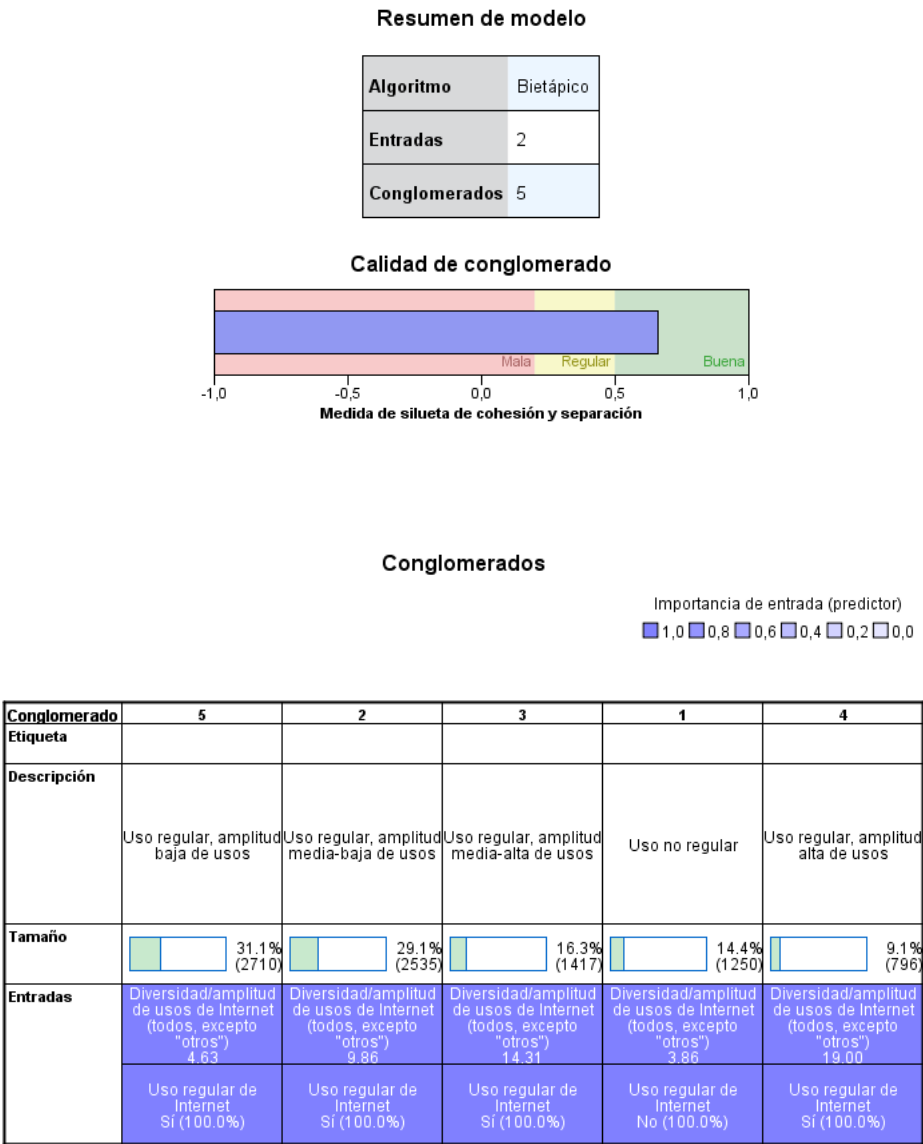 Resumen de modelo
Algoritmo Bietápico
Entradas 2
Conglomerados 5
Calidad de conglomerado
Mala Regular Buena
-1,0 -0,5 0,0 0,5 1,0
Medida de silueta de cohesión y separación
Conglomerados
Importancia de entrada (predictor)
1,0 0,8 0,6 0,4 0,2 0,0
Conglomerado 5 2 3 1 4
Etiqueta
Descripción
Uso regular, amplitud baja de usos
Uso regular, amplitud media-baja de usos
Uso regular, amplitud media-alta de usos
Uso no regular
Uso regular, amplitud alta de usos
Tamaño
31.1% (2710)
29.1% (2535)
16.3% (1417)
14.4% (1250)
9.1% (796)
Entradas
Diversidad/amplitud de usos de Internet (todos, excepto "otros") 4.63
Diversidad/amplitud de usos de Internet (todos, excepto "otros") 9.86
Diversidad/amplitud de usos de Internet (todos, excepto "otros") 14.31
Diversidad/amplitud de usos de Internet (todos, excepto "otros") 3.86
Diversidad/amplitud de usos de Internet (todos, excepto "otros") 19.00
Uso regular de Internet Sí (100.0%)
Uso regular de Internet Sí (100.0%)
Uso regular de Internet Sí (100.0%)
Uso regular de Internet No (100.0%)
Uso regular de Internet Sí (100.0%)